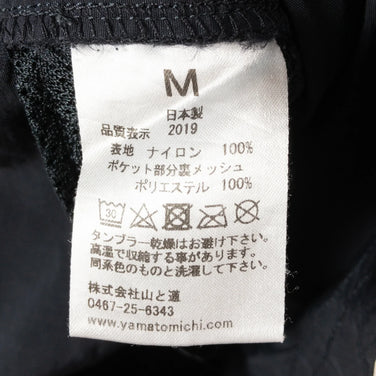 M
日本製
品質表示 2019
表地 ナイロン 100%
ポケット部分裏メッシュ
ポリエステル 100%
30
タンブラー乾燥はお避け下さい。
高温で収縮する事があります。
同系色のものと洗濯して下さい。
株式会社山と道
0467-25-6343
www.yamatomichi.com